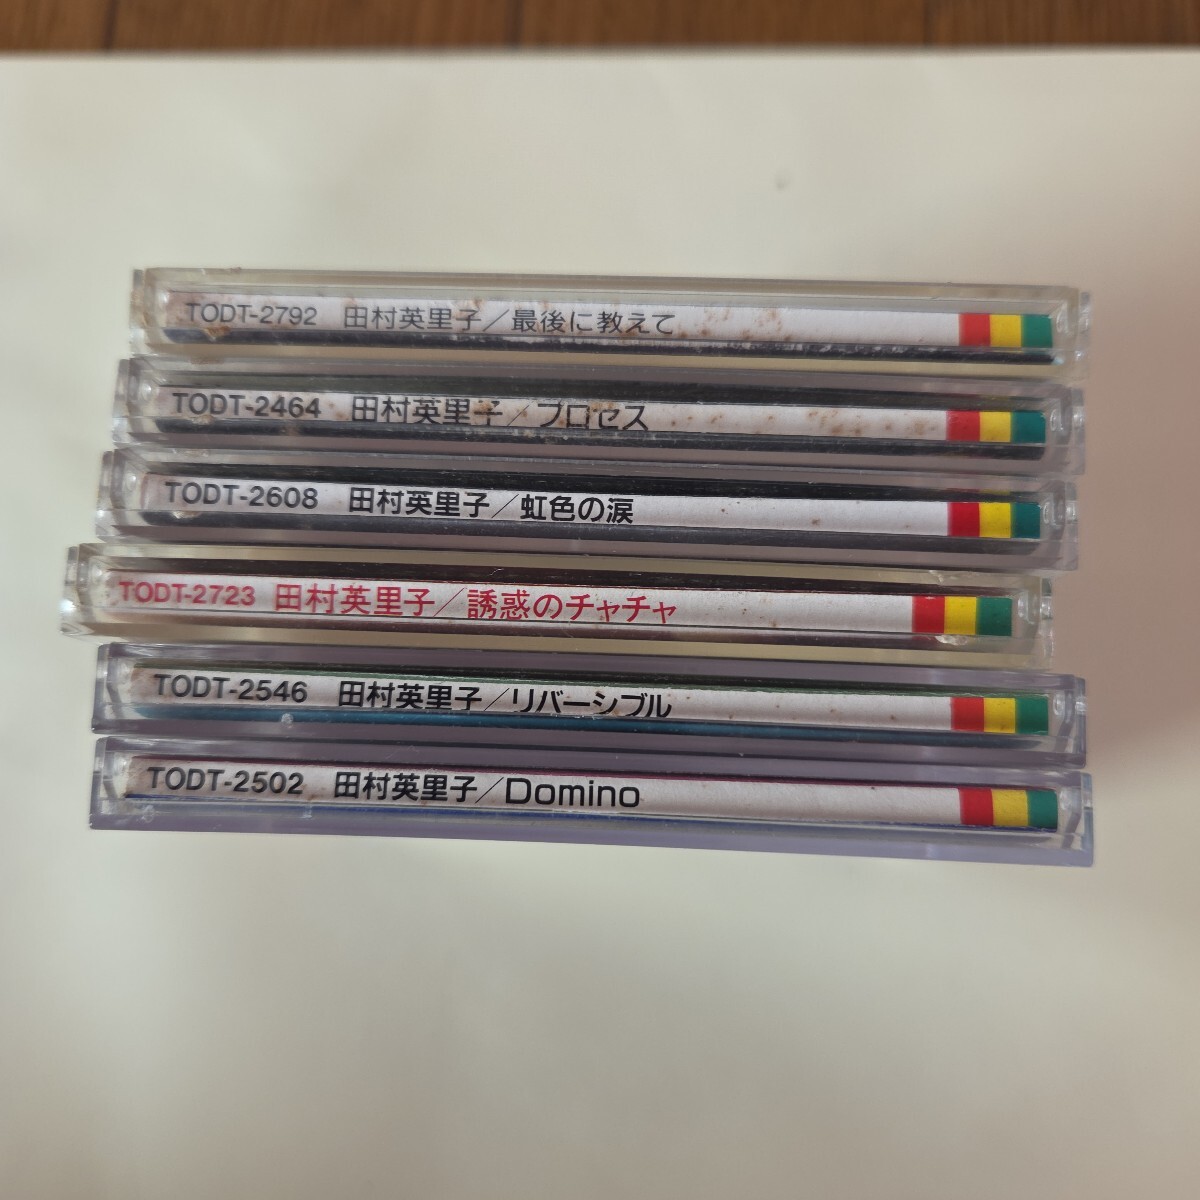 TODT-2792 田村英里子／最後に教えて
TODT-2464 田村英里子／プロセス
TODT-2608 田村英里子／虹色の涙
TODT-2723 田村英里子／誘惑のチャチャ
TODT-2546 田村英里子／リバーシブル
TODT-2502 田村英里子／Domino